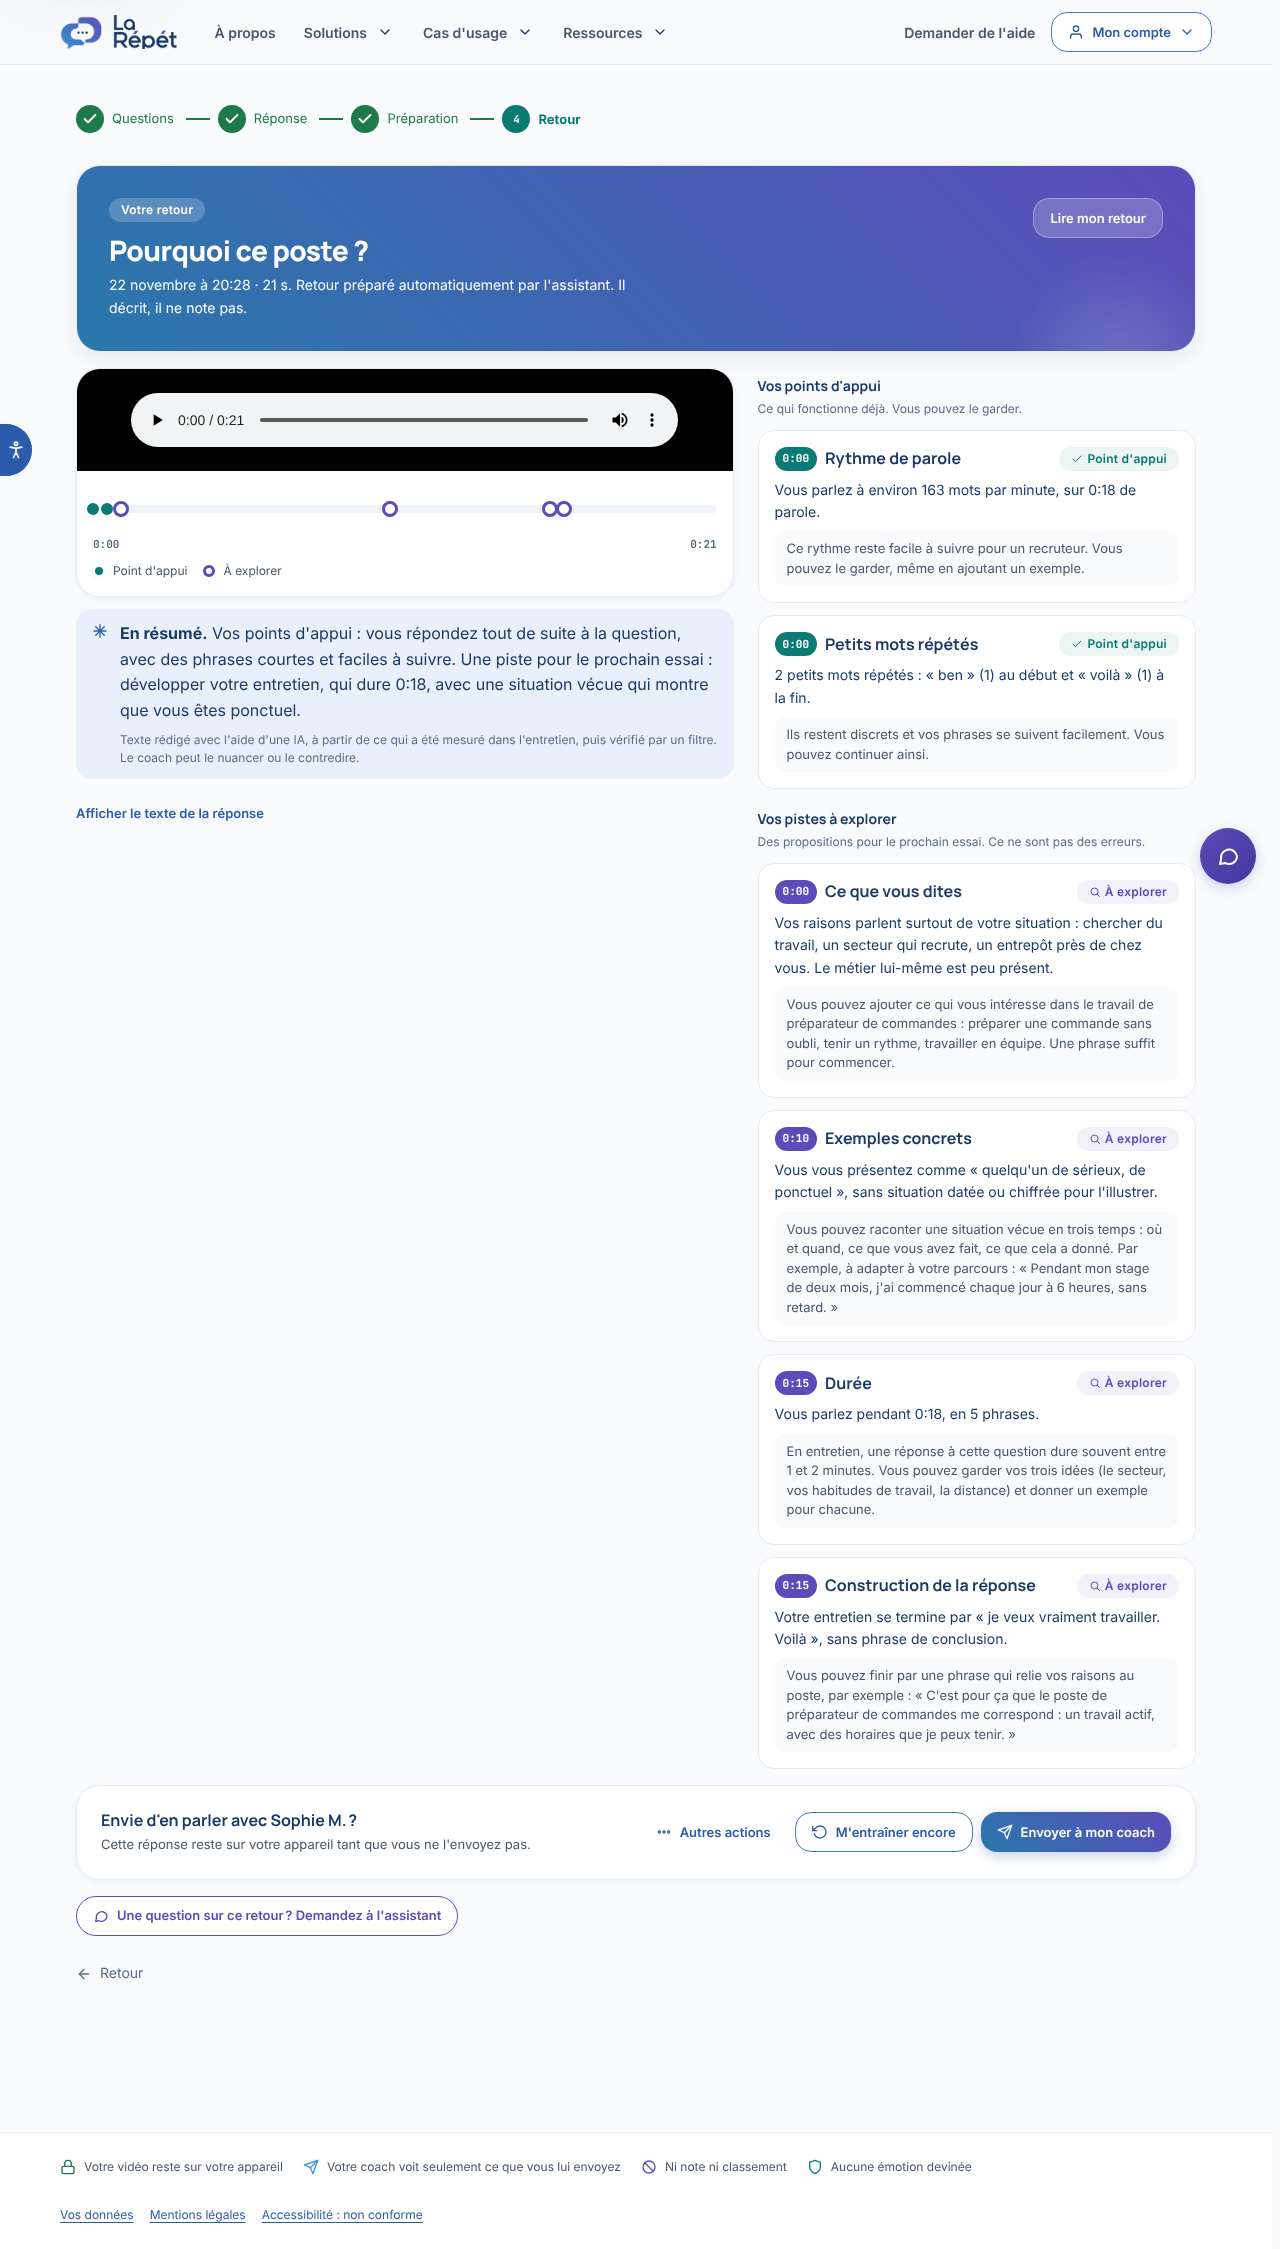 La Répét
À propos
Solutions
Cas d'usage
Ressources
Demander de l'aide
Mon compte
Questions
Réponse
Préparation
4
Retour
Votre retour
Pourquoi ce poste ?
22 novembre à 20:28 · 21 s. Retour préparé automatiquement par l'assistant. Il
décrit, il ne note pas.
Lire mon retour
0:00 / 0:21
0:00
0:21
Point d'appui
À explorer
En résumé. Vos points d'appui : vous répondez tout de suite à la question,
avec des phrases courtes et faciles à suivre. Une piste pour le prochain essai :
développer votre entretien, qui dure 0:18, avec une situation vécue qui montre
que vous êtes ponctuel.
Texte rédigé avec l'aide d'une IA, à partir de ce qui a été mesuré dans l'entretien, puis vérifié par un filtre.
Le coach peut le nuancer ou le contredire.
Afficher le texte de la réponse
Vos points d'appui
Ce qui fonctionne déjà. Vous pouvez le garder.
0:00
Rythme de parole
Point d'appui
Vous parlez à environ 163 mots par minute, sur 0:18 de
parole.
Ce rythme reste facile à suivre pour un recruteur. Vous
pouvez le garder, même en ajoutant un exemple.
0:00
Petits mots répétés
Point d'appui
2 petits mots répétés : « ben » (1) au début et « voilà » (1) à
la fin.
Ils restent discrets et vos phrases se suivent facilement. Vous
pouvez continuer ainsi.
Vos pistes à explorer
Des propositions pour le prochain essai. Ce ne sont pas des erreurs.
0:00
Ce que vous dites
À explorer
Vos raisons parlent surtout de votre situation : chercher du
travail, un secteur qui recrute, un entrepôt près de chez
vous. Le métier lui-même est peu présent.
Vous pouvez ajouter ce qui vous intéresse dans le travail de
préparateur de commandes : préparer une commande sans
oubli, tenir un rythme, travailler en équipe. Une phrase suffit
pour commencer.
0:10
Exemples concrets
À explorer
Vous vous présentez comme « quelqu'un de sérieux, de
ponctuel », sans situation datée ou chiffrée pour l'illustrer.
Vous pouvez raconter une situation vécue en trois temps : où
et quand, ce que vous avez fait, ce que cela a donné. Par
exemple, à adapter à votre parcours : « Pendant mon stage
de deux mois, j'ai commencé chaque jour à 6 heures, sans
retard. »
0:15
Durée
À explorer
Vous parlez pendant 0:18, en 5 phrases.
En entretien, une réponse à cette question dure souvent entre
1 et 2 minutes. Vous pouvez garder vos trois idées (le secteur,
vos habitudes de travail, la distance) et donner un exemple
pour chacune.
0:15
Construction de la réponse
À explorer
Votre entretien se termine par « je veux vraiment travailler.
Voilà », sans phrase de conclusion.
Vous pouvez finir par une phrase qui relie vos raisons au
poste, par exemple : « C'est pour ça que le poste de
préparateur de commandes me correspond : un travail actif,
avec des horaires que je peux tenir. »
Envie d'en parler avec Sophie M. ?
Cette réponse reste sur votre appareil tant que vous ne l'envoyez pas.
Autres actions
M'entraîner encore
Envoyer à mon coach
Une question sur ce retour ? Demandez à l'assistant
Retour
Votre vidéo reste sur votre appareil
Votre coach voit seulement ce que vous lui envoyez
Ni note ni classement
Aucune émotion devinée
Vos données
Mentions légales
Accessibilité : non conforme